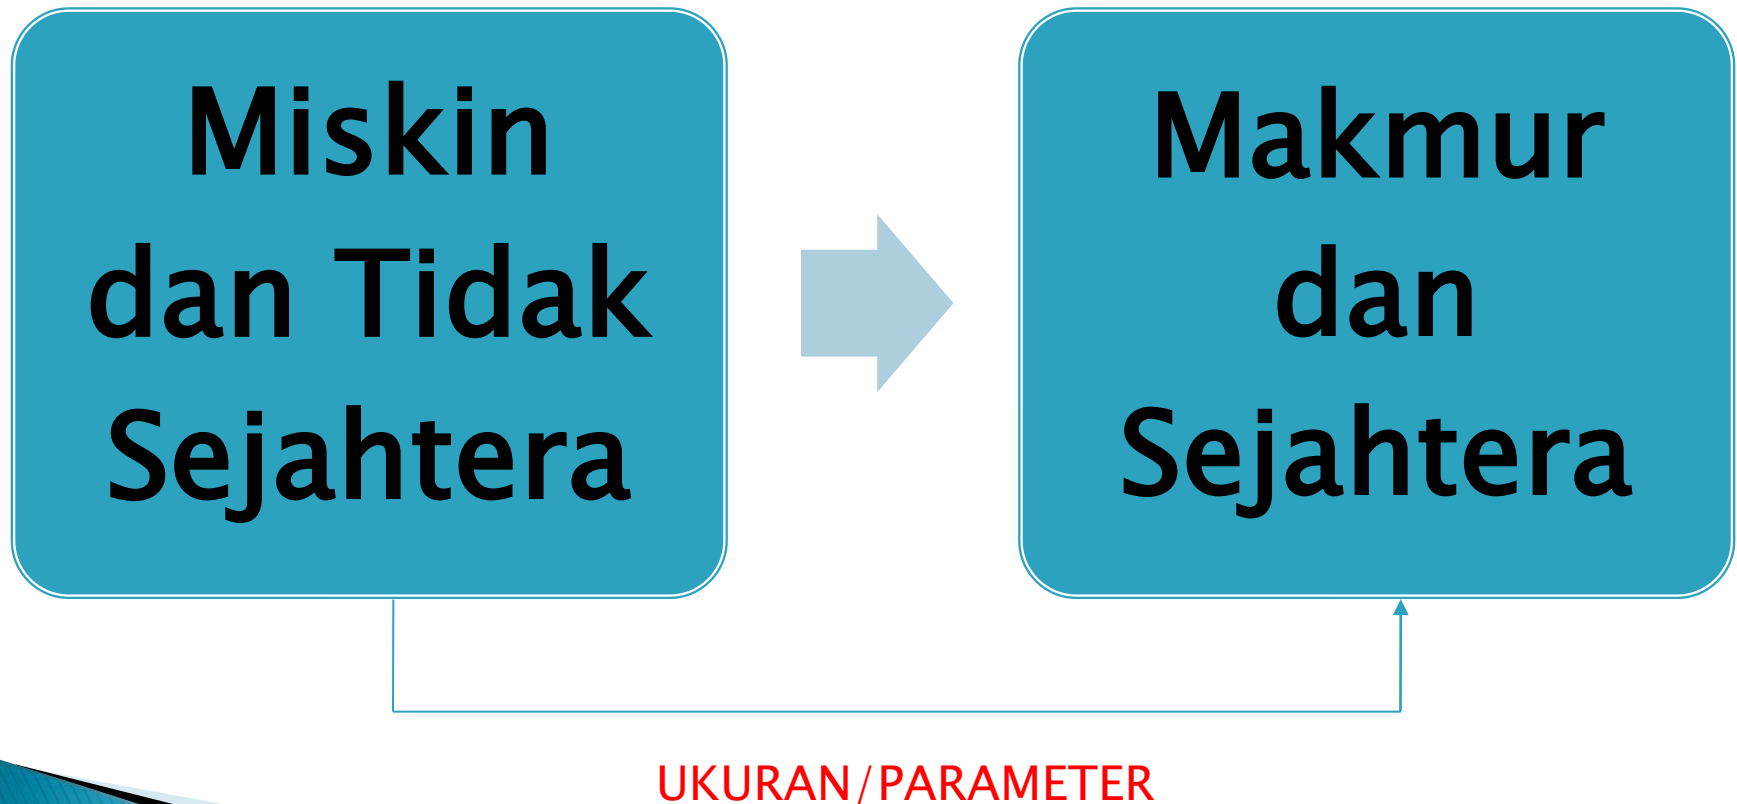 Miskin
dan Tidak
Sejahtera
Makmur
dan
Sejahtera
UKURAN/PARAMETER